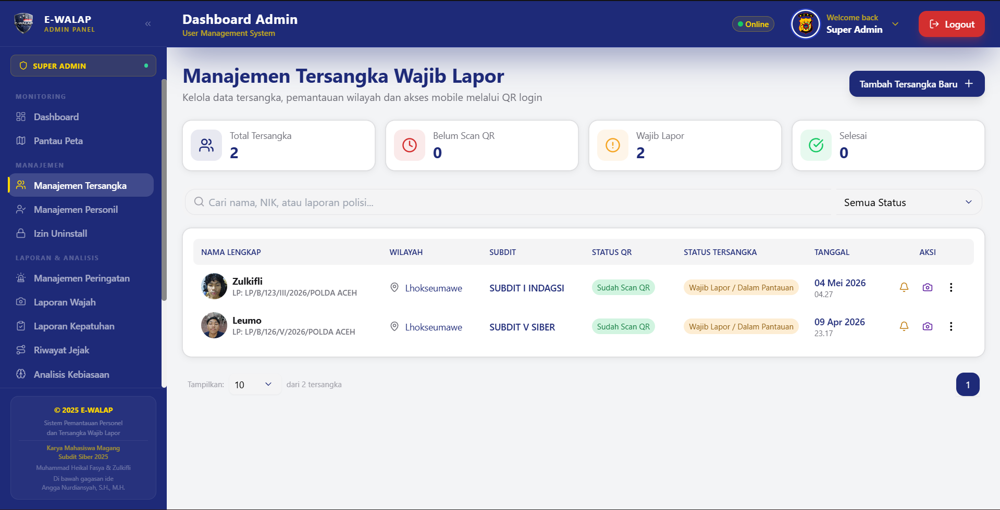 E-WALAP
ADMIN PANEL
«
Dashboard Admin
User Management System
Online
Welcome back
Super Admin
Logout
E-WALAP
SUPER ADMIN
MONITORING
Dashboard
Pantau Peta
MANAJEMEN
Manajemen Tersangka
Manajemen Personil
Izin Uninstall
LAPORAN & ANALISIS
Manajemen Peringatan
Laporan Wajah
Laporan Kepatuhan
Riwayat Jejak
Analisis Kebiasaan
© 2025 E-WALAP
Sistem Pemantauan Personel
dan Tersangka Wajib Lapor
Karya Mahasiswa Magang
Subdit Siber 2025
Muhammad Heikal Fasya & Zulkifli
Di bawah gagasan ide
Angga Nurdiansyah, S.H., M.H.
Manajemen Tersangka Wajib Lapor
Kelola data tersangka, pemantauan wilayah dan akses mobile melalui QR login
Tambah Tersangka Baru +
Total Tersangka
2
Belum Scan QR
0
Wajib Lapor
2
Selesai
0
Cari nama, NIK, atau laporan polisi...
Semua Status
NAMA LENGKAP WILAYAH SUBDIT STATUS QR STATUS TERSANGKA TANGGAL AKSI
Zulkifli
LP: LP/B/123/III/2026/POLDA ACEH
Lhokseumawe
SUBDIT I INDAGSI
Sudah Scan QR
Wajib Lapor / Dalam Pantauan
04 Mei 2026
04.27
Leumo
LP: LP/B/126/V/2026/POLDA ACEH
Lhokseumawe
SUBDIT V SIBER
Sudah Scan QR
Wajib Lapor / Dalam Pantauan
09 Apr 2026
23.17
Tampilkan: 10 dari 2 tersangka
1